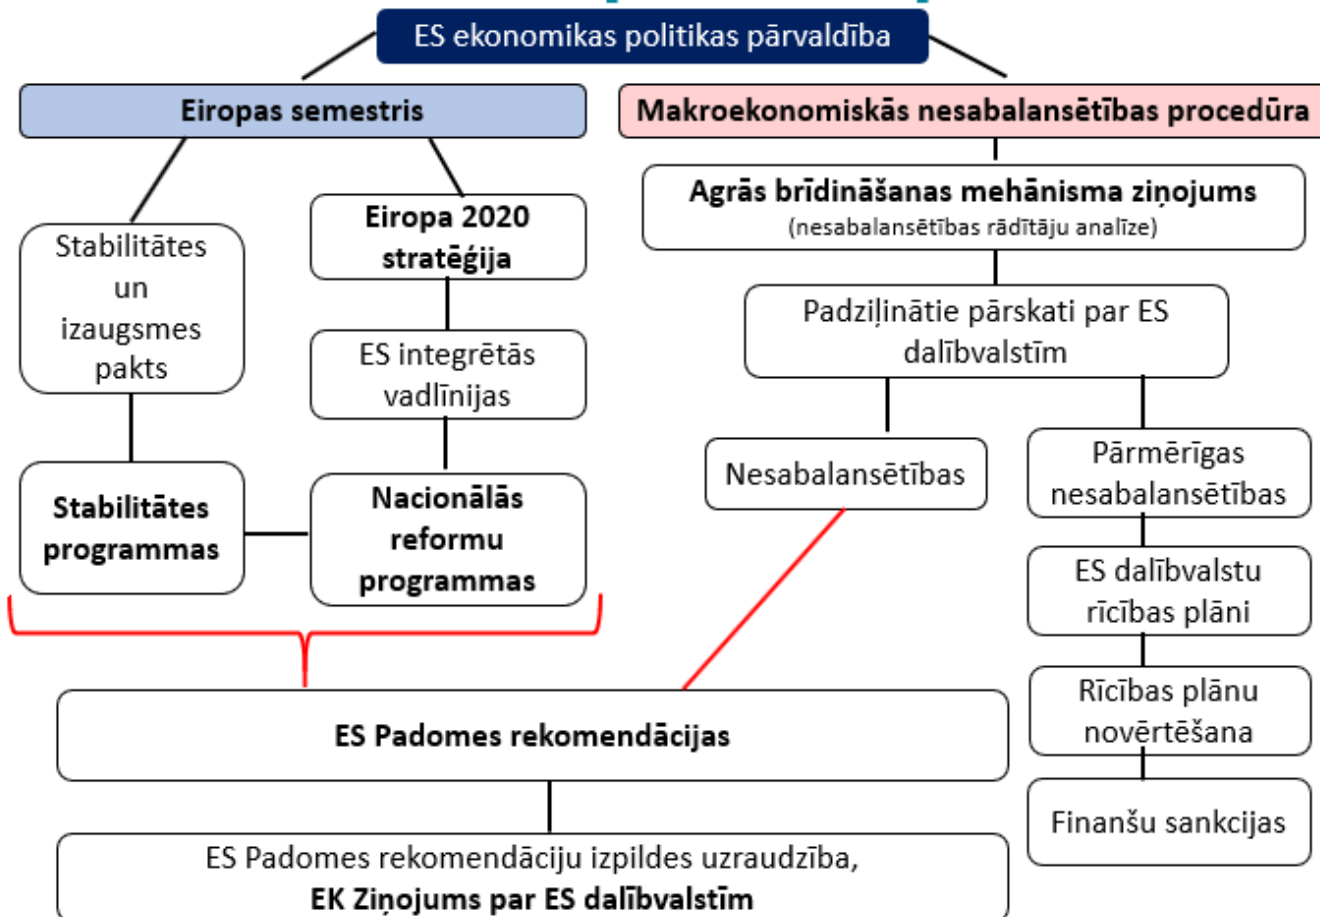 ES ekonomikas politikas pārvaldība
Eiropas semestris
Makroekonomiskās nesabalansētības procedūra
Stabilitātes
un
izaugsmes
pakts
Eiropa 2020
stratēģija
ES integrētās
vadlīnijas
Stabilitātes
programmas
Nacionālās
reformu
programmas
Agrās brīdināšanas mehānisma ziņojums
(nesabalansētības rādītāju analīze)
Padziļinātie pārskati par ES
dalībvalstīm
Nesabalansētības
Pārmērīgas
nesabalansētības
ES dalībvalstu
rīcības plāni
Rīcības plānu
novērtēšana
Finanšu sankcijas
ES Padomes rekomendācijas
ES Padomes rekomendāciju izpildes uzraudzība,
EK Ziņojums par ES dalībvalstīm